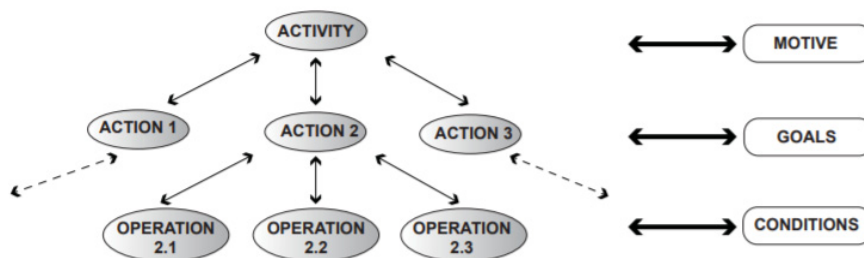 ACTIVITY
MOTIVE
ACTION 1
ACTION 2
ACTION 3
GOALS
OPERATION
2.1
OPERATION
2.2
OPERATION
2.3
CONDITIONS